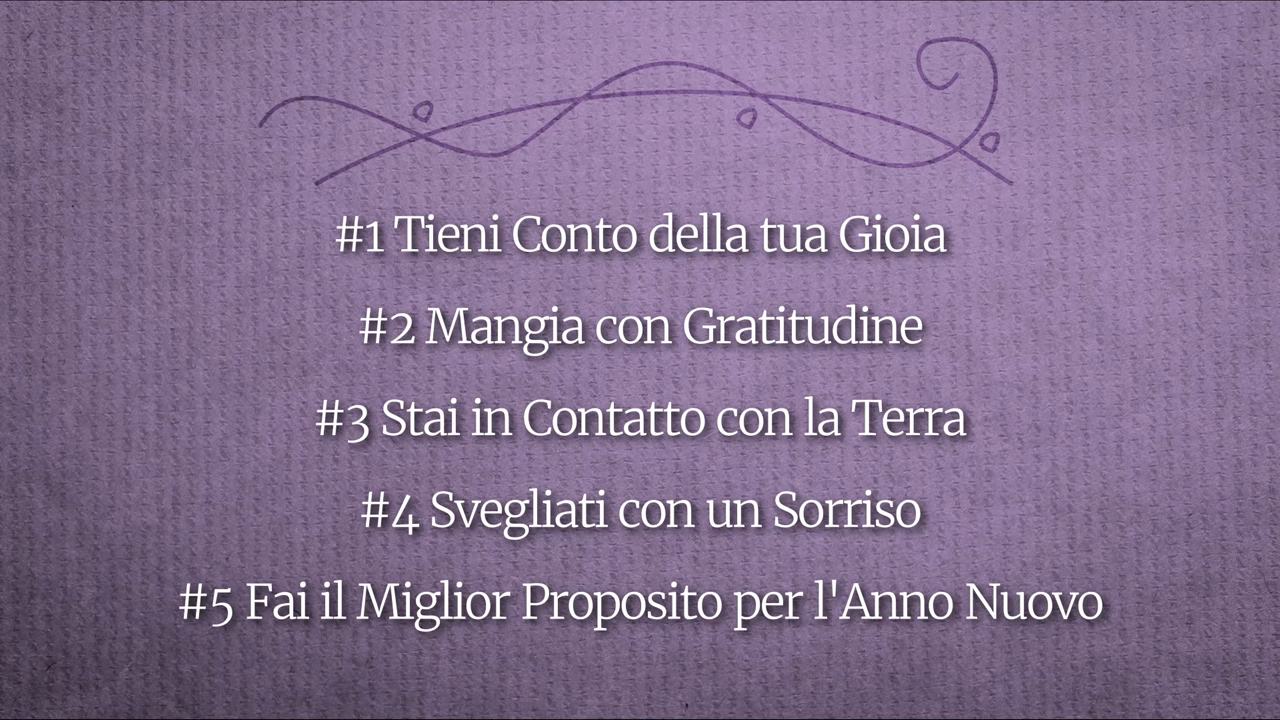 #1 Tieni Conto della tua Gioia
#2 Mangia con Gratitudine
#3 Stai in Contatto con la Terra
#4 Svegliati con un Sorriso
#5 Fai il Miglior Proposito per l'Anno Nuovo